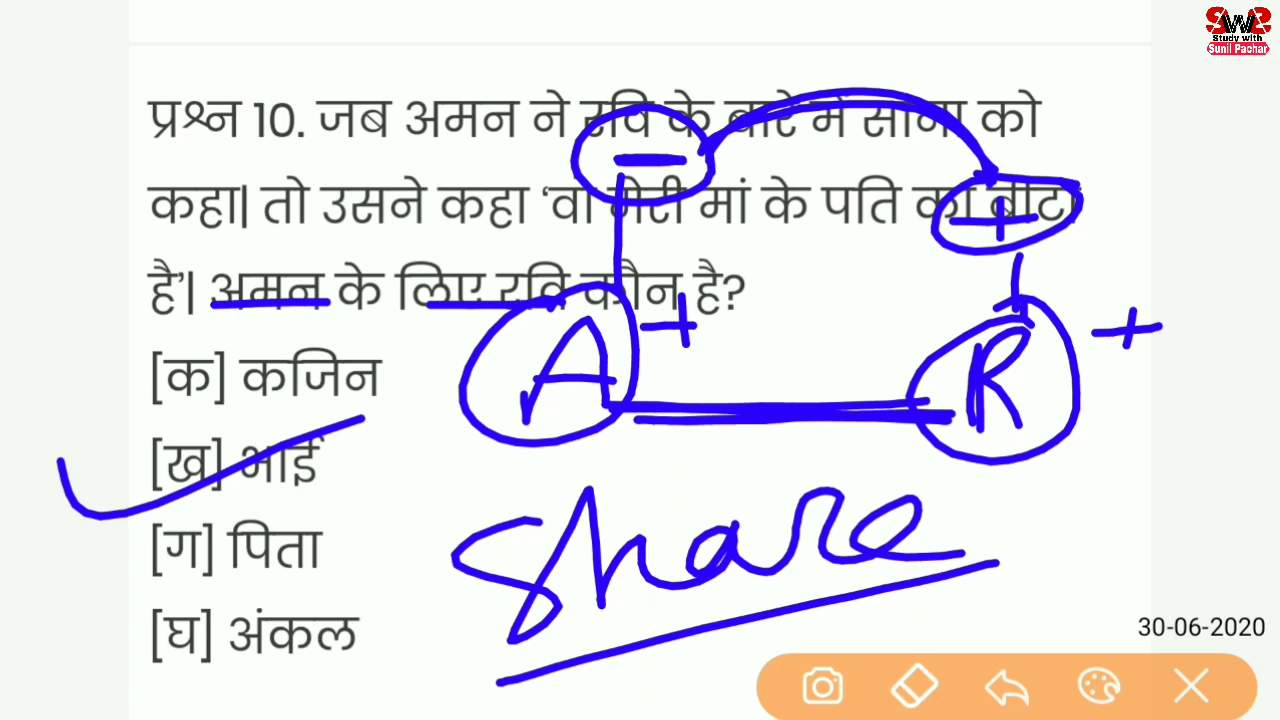 SWS
Study with
Sunil Pachar
प्रश्न 10. जब अमन ने रवि के बारे में सोना को
कहा| तो उसने कहा ‘वो मेरी मां के पति का बीटा
है’| अमन के लिए रवि कौन है?
[क] कजिन
[ख] भाई
[ग] पिता
[घ] अंकल
A + R +
Share
30-06-2020